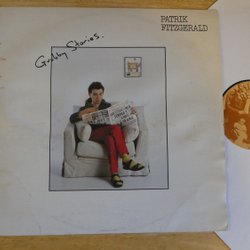 PATRIK
FITZGERALD
Grubby Stories.